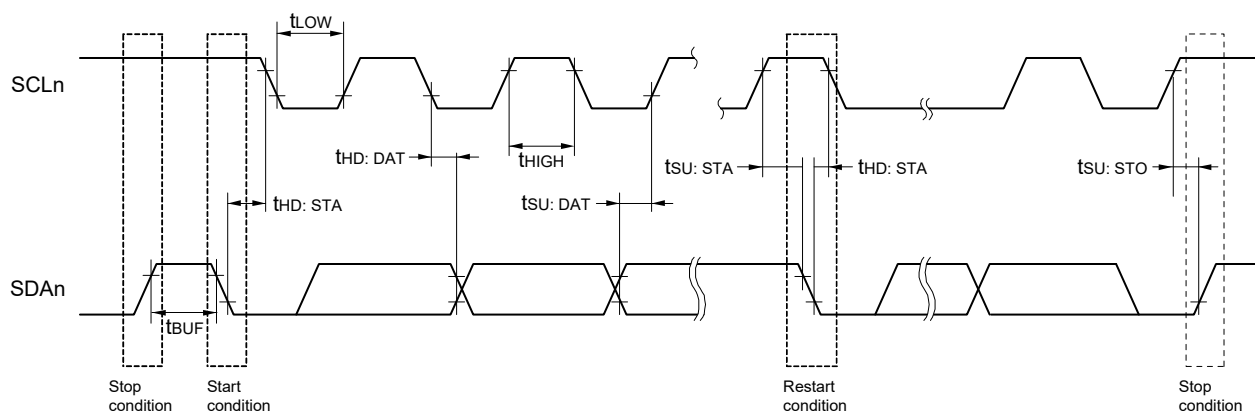 tLOW
SCLn
tHD: DAT
tHIGH
tSU: STA
tHD: STA
tSU: STO
tHD: STA
tSU: DAT
SDAn
tBUF
Stop
condition
Start
condition
Restart
condition
Stop
condition